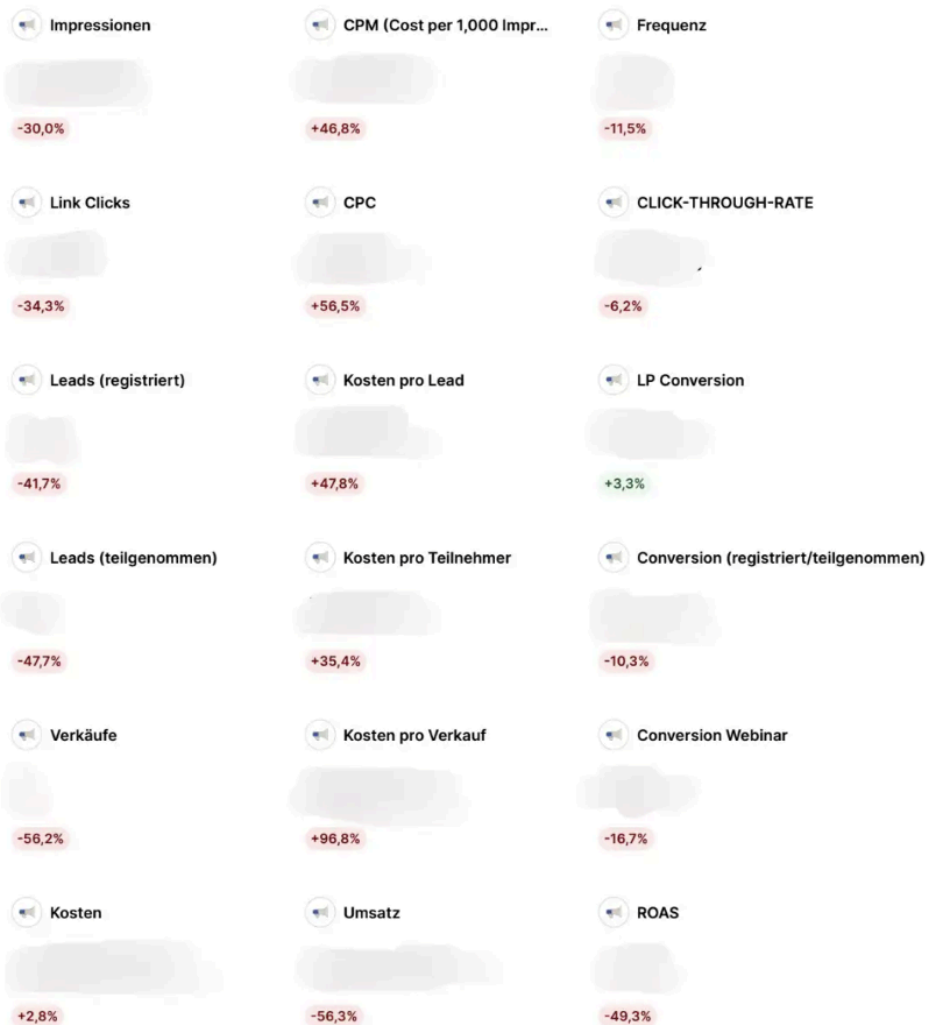 Impressionen
CPM (Cost per 1,000 Impr...
Frequenz
-30,0%
+46,8%
-11,5%
Link Clicks
CPC
CLICK-THROUGH-RATE
-34,3%
+56,5%
-6,2%
Leads (registriert)
Kosten pro Lead
LP Conversion
-41,7%
+47,8%
+3,3%
Leads (teilgenommen)
Kosten pro Teilnehmer
Conversion (registriert/teilgenommen)
-47,7%
+35,4%
-10,3%
Verkäufe
Kosten pro Verkauf
Conversion Webinar
-56,2%
+96,8%
-16,7%
Kosten
Umsatz
ROAS
+2,8%
-56,3%
-49,3%